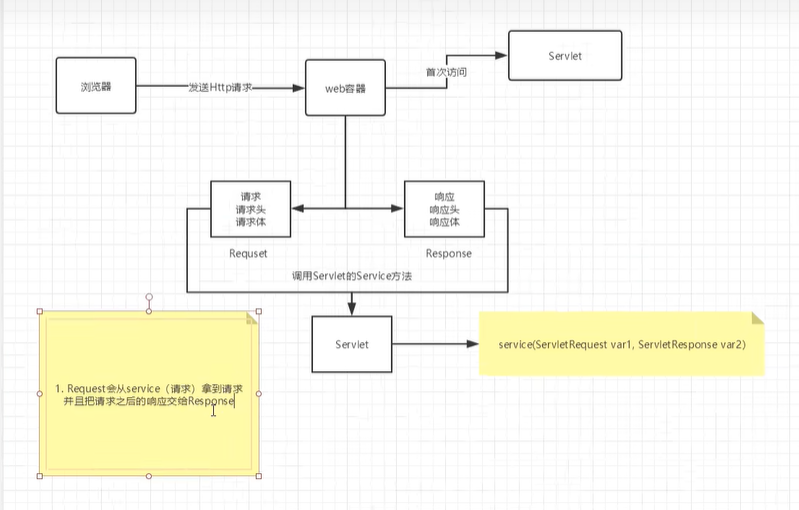 Servlet
浏览器
发送Http请求
web容器
首次访问
请求
请求头
请求体
响应
响应头
响应体
Requset
Response
调用Servlet的Service方法
Servlet
service(ServletRequest var1, ServletResponse var2)
1. Request会从service（请求）拿到请求
并且把请求之后的响应交给Response